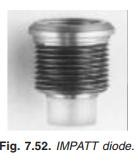 Fig. 7.52. IMPATT diode.